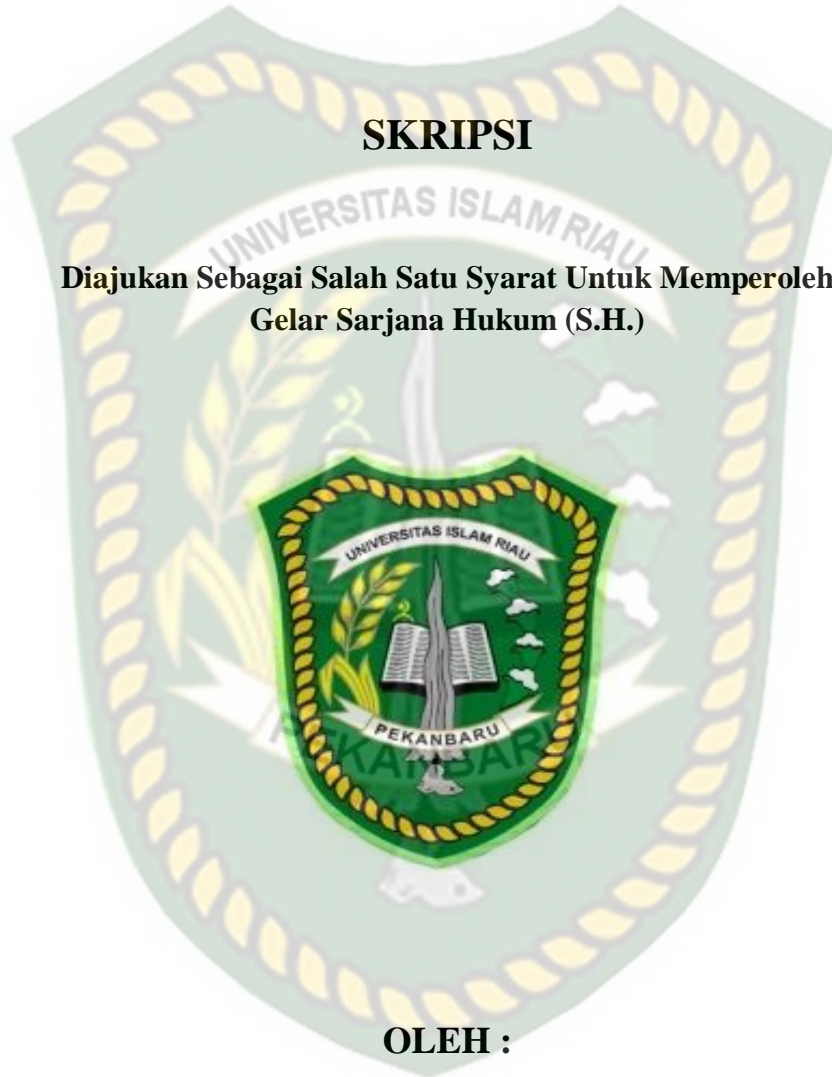 SKRIPSI
UNIVERSITAS ISLAM RIAU
Diajukan Sebagai Salah Satu Syarat Untuk Memperoleh
Gelar Sarjana Hukum (S.H.)
UNIVERSITAS ISLAM RIAU
PEKANBARU
PEKANBARU
OLEH :